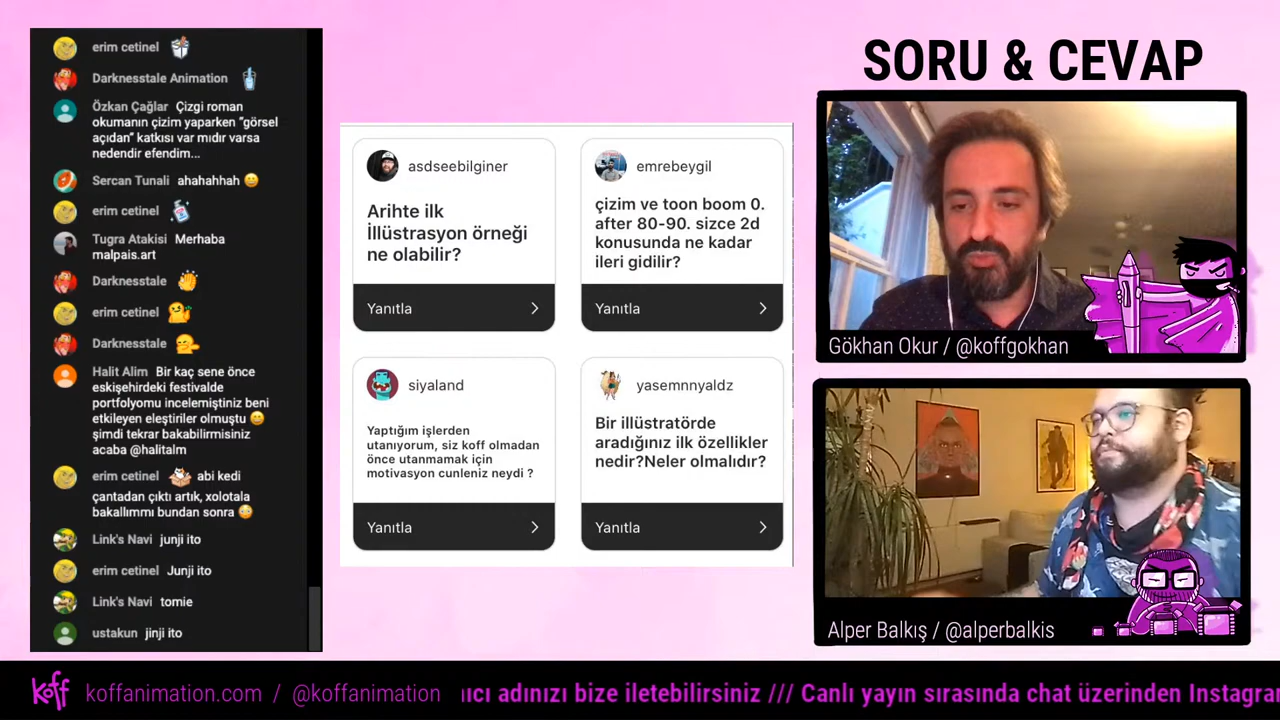 erim cetinel
Darknesstale Animation
Özkan Çağlar Çizgi roman
okumanın çizim yaparken "görsel
açıdan" katkısı var mıdır varsa
nedendir efendim...
Sercan Tunali ahahahhah
erim cetinel
Tugra Atakisi Merhaba
malpais.art
Darknesstale
erim cetinel
Darknesstale
Halit Alim Bir kaç sene önce
eskişehirdeki festivalde
portfolyomu incelemiştiniz beni
etkileyen eleştiriler olmuştu
şimdi tekrar bakabilirmisiniz
acaba @halitalm
erim cetinel abi kedi
çantadan çıktı artık, xolotala
bakallımmı bundan sonra
Link's Navi junji ito
erim cetinel Junji ito
Link's Navi tomie
ustakun jinji ito
asdseebilginer
Arihte ilk
İllüstrasyon örneği
ne olabilir?
Yanıtla
emrebeygil
çizim ve toon boom 0.
after 80-90. sizce 2d
konusunda ne kadar
ileri gidilir?
Yanıtla
siyaland
Yaptığım işlerden
utanıyorum, siz koff olmadan
önce utanmamak için
motivasyon cunleniz neydi ?
Yanıtla
yasemnnyaldz
Bir illüstratörde
aradığınız ilk özellikler
nedir?Neler olmalıdır?
Yanıtla
SORU & CEVAP
Gökhan Okur / @koffgokhan
Alper Balkış / @alperbalkis
koff koffanimation.com / @koffanimation ıcı adınızı bize iletebilirsiniz /// Canlı yayın sırasında chat üzerinden Instagra